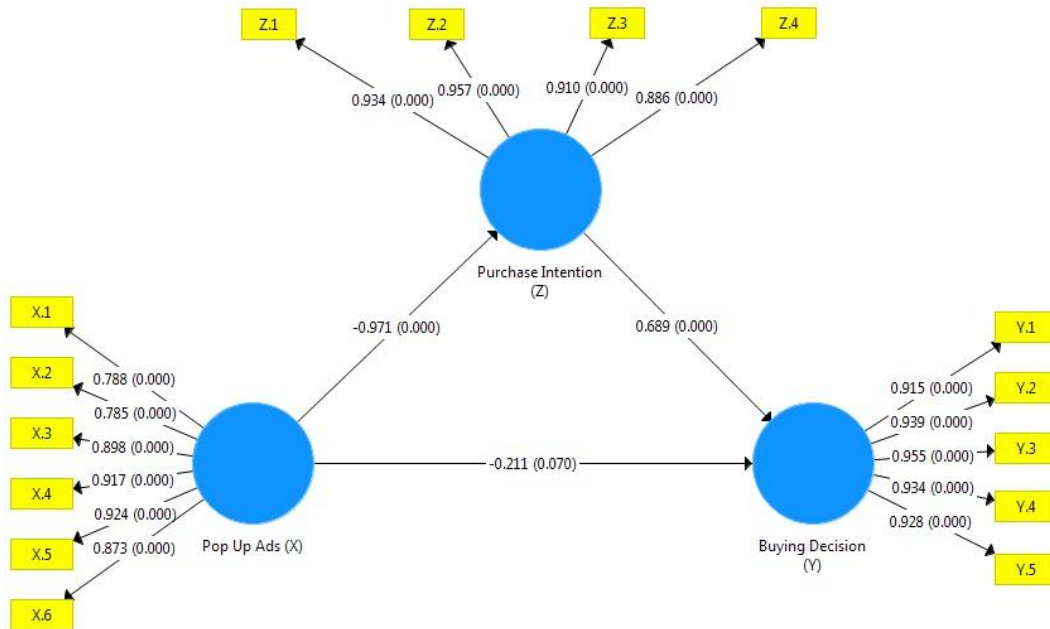 Z.1
Z.2
Z.3
Z.4
0.934 (0.000)
0.957 (0.000)
0.910 (0.000)
0.886 (0.000)
Purchase Intention
(Z)
-0.971 (0.000)
0.689 (0.000)
X.1
X.2
X.3
X.4
X.5
X.6
0.788 (0.000)
0.785 (0.000)
0.898 (0.000)
0.917 (0.000)
0.924 (0.000)
0.873 (0.000)
Pop Up Ads (X)
-0.211 (0.070)
Y.1
Y.2
Y.3
Y.4
Y.5
0.915 (0.000)
0.939 (0.000)
0.955 (0.000)
0.934 (0.000)
0.928 (0.000)
Buying Decision
(Y)